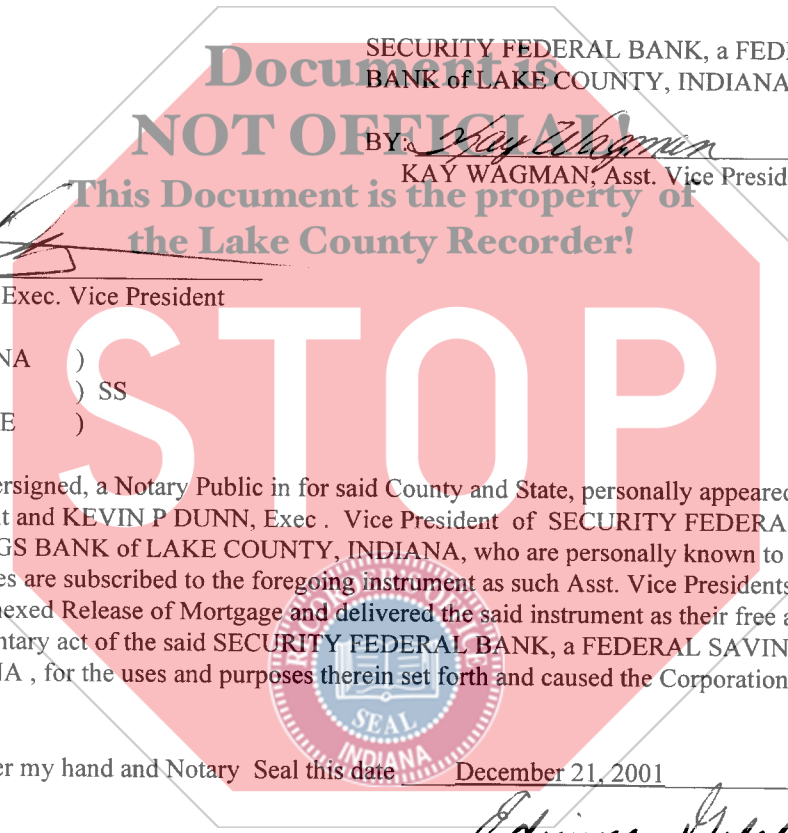 SECURITY FEDERAL BANK, a FED
BANK of LAKE COUNTY, INDIANA
Document is
NOT OFFICIAL!
This Document is the property of
the Lake County Recorder!
BY: Kay Wagman
KAY WAGMAN, Asst. Vice Presid
Exec. Vice President
NA )
) SS
E )
STOP
ersigned, a Notary Public in for said County and State, personally appeared
t and KEVIN P DUNN, Exec . Vice President of SECURITY FEDERA
GS BANK of LAKE COUNTY, INDIANA, who are personally known to
es are subscribed to the foregoing instrument as such Asst. Vice Presidents
nexed Release of Mortgage and delivered the said instrument as their free a
ntary act of the said SECURITY FEDERAL BANK, a FEDERAL SAVIN
NA , for the uses and purposes therein set forth and caused the Corporation
RECORDER'S OFFICE
SEAL
INDIANA
er my hand and Notary Seal this date December 21, 2001